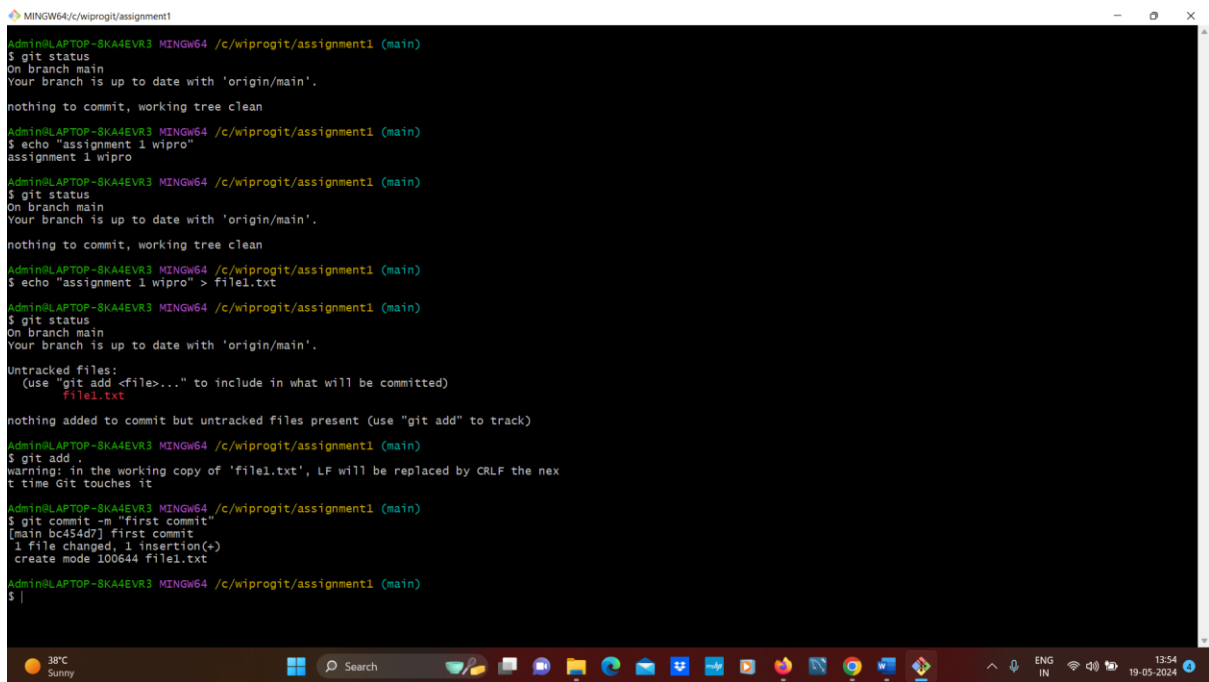 MINGW64:/c/wiprogit/assignment1
Admin@LAPTOP-8KA4EVR3 MINGW64 /c/wiprogit/assignment1 (main)
$ git status
On branch main
Your branch is up to date with 'origin/main'.
nothing to commit, working tree clean
Admin@LAPTOP-8KA4EVR3 MINGW64 /c/wiprogit/assignment1 (main)
$ echo "assignment 1 wipro"
assignment 1 wipro
Admin@LAPTOP-8KA4EVR3 MINGW64 /c/wiprogit/assignment1 (main)
$ git status
On branch main
Your branch is up to date with 'origin/main'.
nothing to commit, working tree clean
Admin@LAPTOP-8KA4EVR3 MINGW64 /c/wiprogit/assignment1 (main)
$ echo "assignment 1 wipro" > file1.txt
Admin@LAPTOP-8KA4EVR3 MINGW64 /c/wiprogit/assignment1 (main)
$ git status
On branch main
Your branch is up to date with 'origin/main'.
Untracked files:
(use "git add <file>..." to include in what will be committed)
file1.txt
nothing added to commit but untracked files present (use "git add" to track)
Admin@LAPTOP-8KA4EVR3 MINGW64 /c/wiprogit/assignment1 (main)
$ git add .
warning: in the working copy of 'file1.txt', LF will be replaced by CRLF the nex
t time Git touches it
Admin@LAPTOP-8KA4EVR3 MINGW64 /c/wiprogit/assignment1 (main)
$ git commit -m "first commit"
[main bc454d7] first commit
1 file changed, 1 insertion(+)
create mode 100644 file1.txt
Admin@LAPTOP-8KA4EVR3 MINGW64 /c/wiprogit/assignment1 (main)
$
38°C
Sunny
Search
ENG
IN
13:54
19-05-2024
4